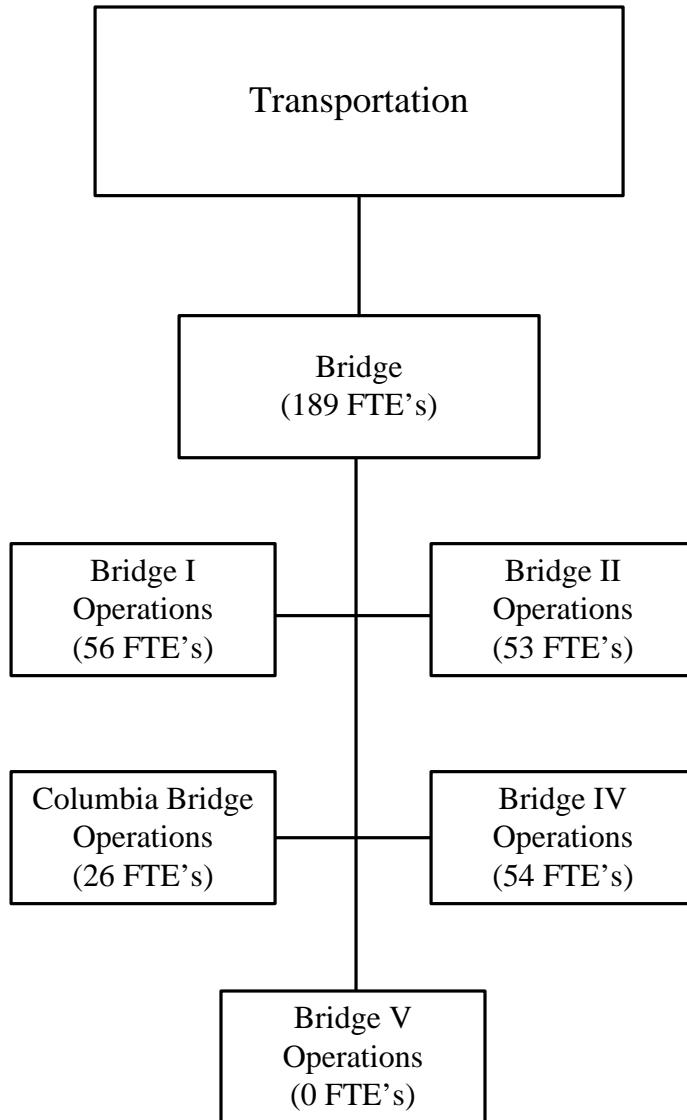 Transportation
Bridge
(189 FTE’s)
Bridge I
Operations
(56 FTE’s)
Bridge II
Operations
(53 FTE’s)
Columbia Bridge
Operations
(26 FTE’s)
Bridge IV
Operations
(54 FTE’s)
Bridge V
Operations
(0 FTE’s)